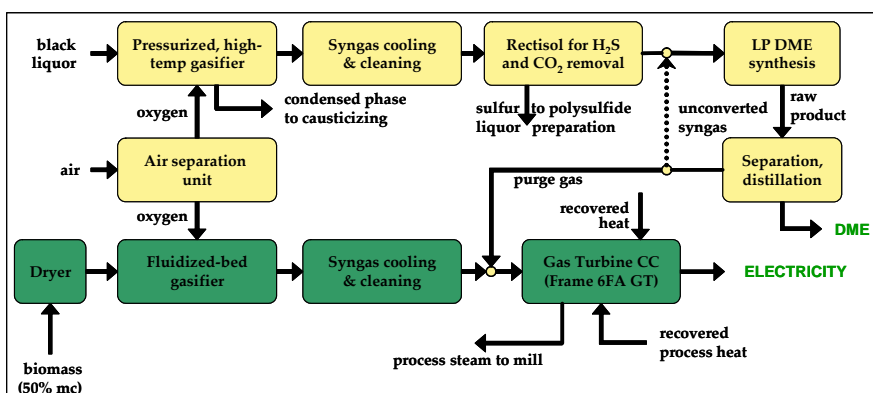 black
liquor
Pressurized, high-
temp gasifier
Syngas cooling
& cleaning
Rectisol for H₂S
and CO₂ removal
LP DME
synthesis
oxygen
condensed phase
to causticizing
sulfur to polysulfide
liquor preparation
unconverted
syngas
raw
product
air
Air separation
unit
purge gas
Separation,
distillation
oxygen
recovered
heat
DME
Dryer
Fluidized-bed
gasifier
Syngas cooling
& cleaning
Gas Turbine CC
(Frame 6FA GT)
ELECTRICITY
biomass
(50% mc)
process steam to mill
recovered
process heat